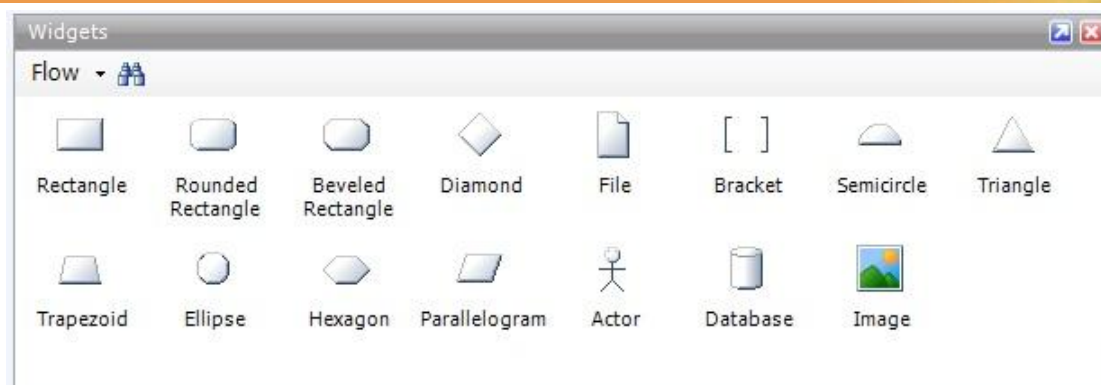 Widgets
Flow
Rectangle
Rounded
Rectangle
Beveled
Rectangle
Diamond
File
Bracket
Semicircle
Triangle
Trapezoid
Ellipse
Hexagon
Parallelogram
Actor
Database
Image